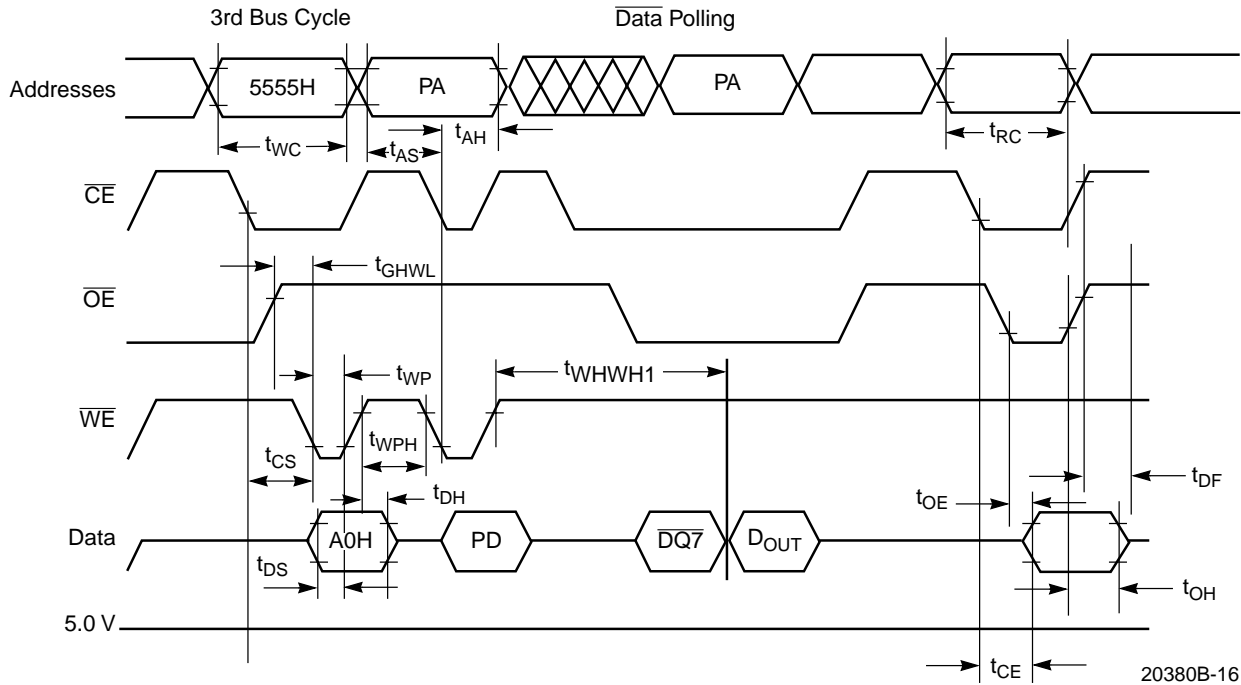 3rd Bus Cycle
Data Polling
Addresses
5555H
PA
PA
tWC
tAS
tAH
tRC
CE
tGHWL
OE
tWP
tWHWH1
WE
tWPH
tCS
tDH
tDF
tOE
Data
A0H
PD
DQ7
DOUT
tDS
tOH
5.0 V
tCE
20380B-16